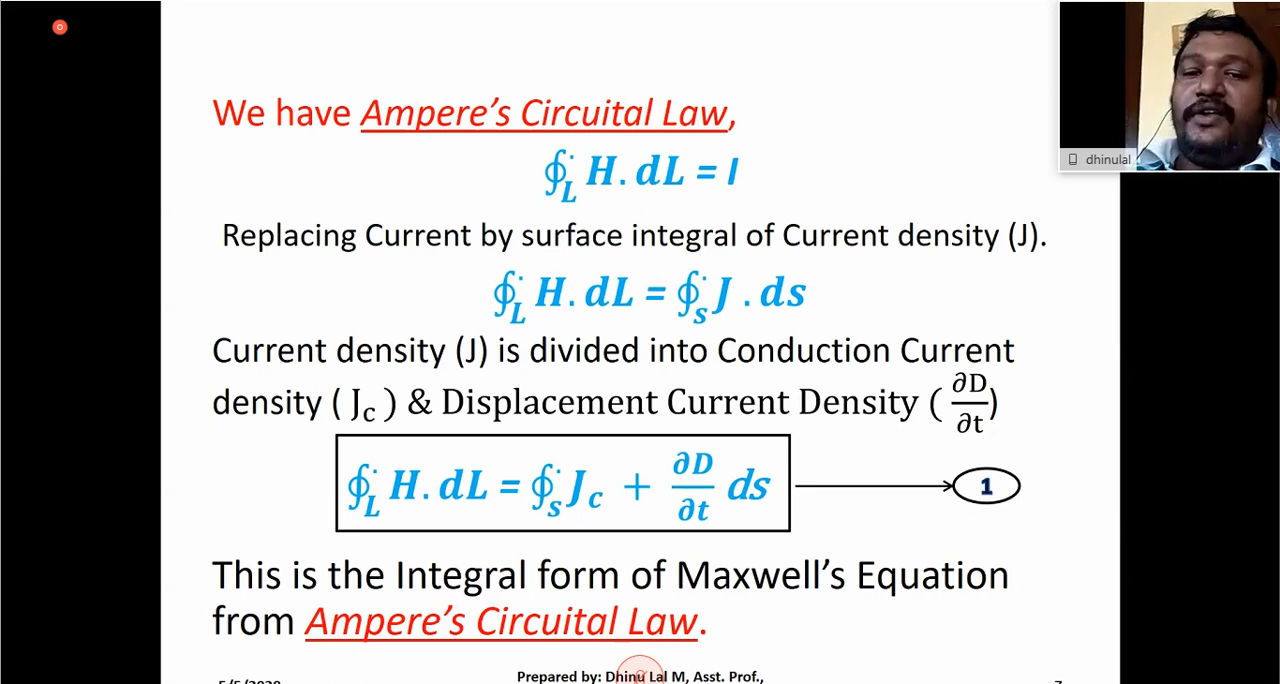 We have Ampere's Circuital Law,
∮L H. dL = I
dhinulal
Replacing Current by surface integral of Current density (J).
∮L H. dL = ∮s J . ds
Current density (J) is divided into Conduction Current
density ( Jc ) & Displacement Current Density ( ∂D/∂t)
∮L H. dL = ∮s Jc + ∂D/∂t ds
1
This is the Integral form of Maxwell's Equation
from Ampere's Circuital Law.
Prepared by: Dhinu Lal M, Asst. Prof.,